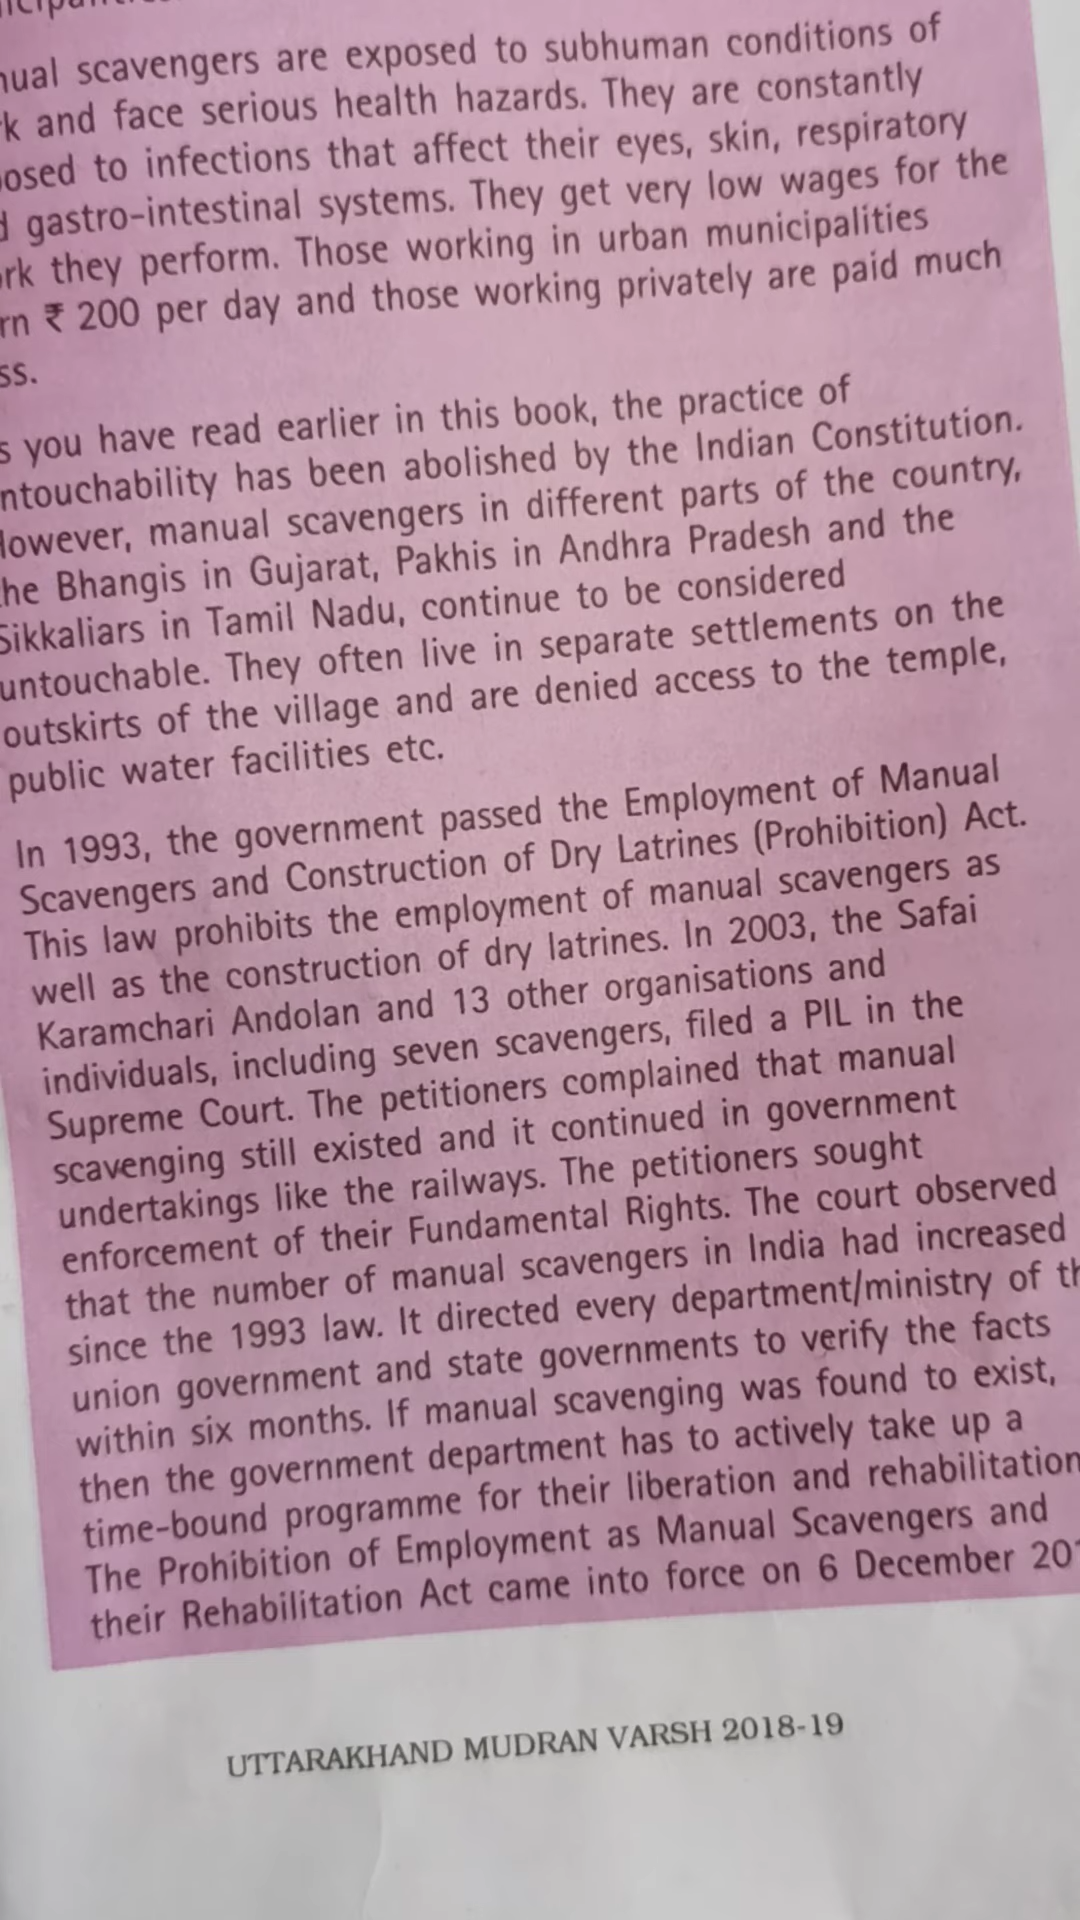 scavengers are exposed to subhuman conditions of
and face serious health hazards. They are constantly
to infections that affect their eyes, skin, respiratory
gastro-intestinal systems. They get very low wages for the
they perform. Those working in urban municipalities
₹ 200 per day and those working privately are paid much
you have read earlier in this book, the practice of
ntouchability has been abolished by the Indian Constitution.
owever, manual scavengers in different parts of the country,
he Bhangis in Gujarat, Pakhis in Andhra Pradesh and the
Sikkaliars in Tamil Nadu, continue to be considered
untouchable. They often live in separate settlements on the
outskirts of the village and are denied access to the temple,
public water facilities etc.
In 1993, the government passed the Employment of Manual
Scavengers and Construction of Dry Latrines (Prohibition) Act.
This law prohibits the employment of manual scavengers as
well as the construction of dry latrines. In 2003, the Safai
Karamchari Andolan and 13 other organisations and
individuals, including seven scavengers, filed a PIL in the
Supreme Court. The petitioners complained that manual
scavenging still existed and it continued in government
undertakings like the railways. The petitioners sought
enforcement of their Fundamental Rights. The court observed
that the number of manual scavengers in India had increased
since the 1993 law. It directed every department/ministry of
union government and state governments to verify the facts
within six months. If manual scavenging was found to exist,
then the government department has to actively take up a
time-bound programme for their liberation and rehabilitation
The Prohibition of Employment as Manual Scavengers and
their Rehabilitation Act came into force on 6 December
UTTARAKHAND MUDRAN VARSH 2018-19